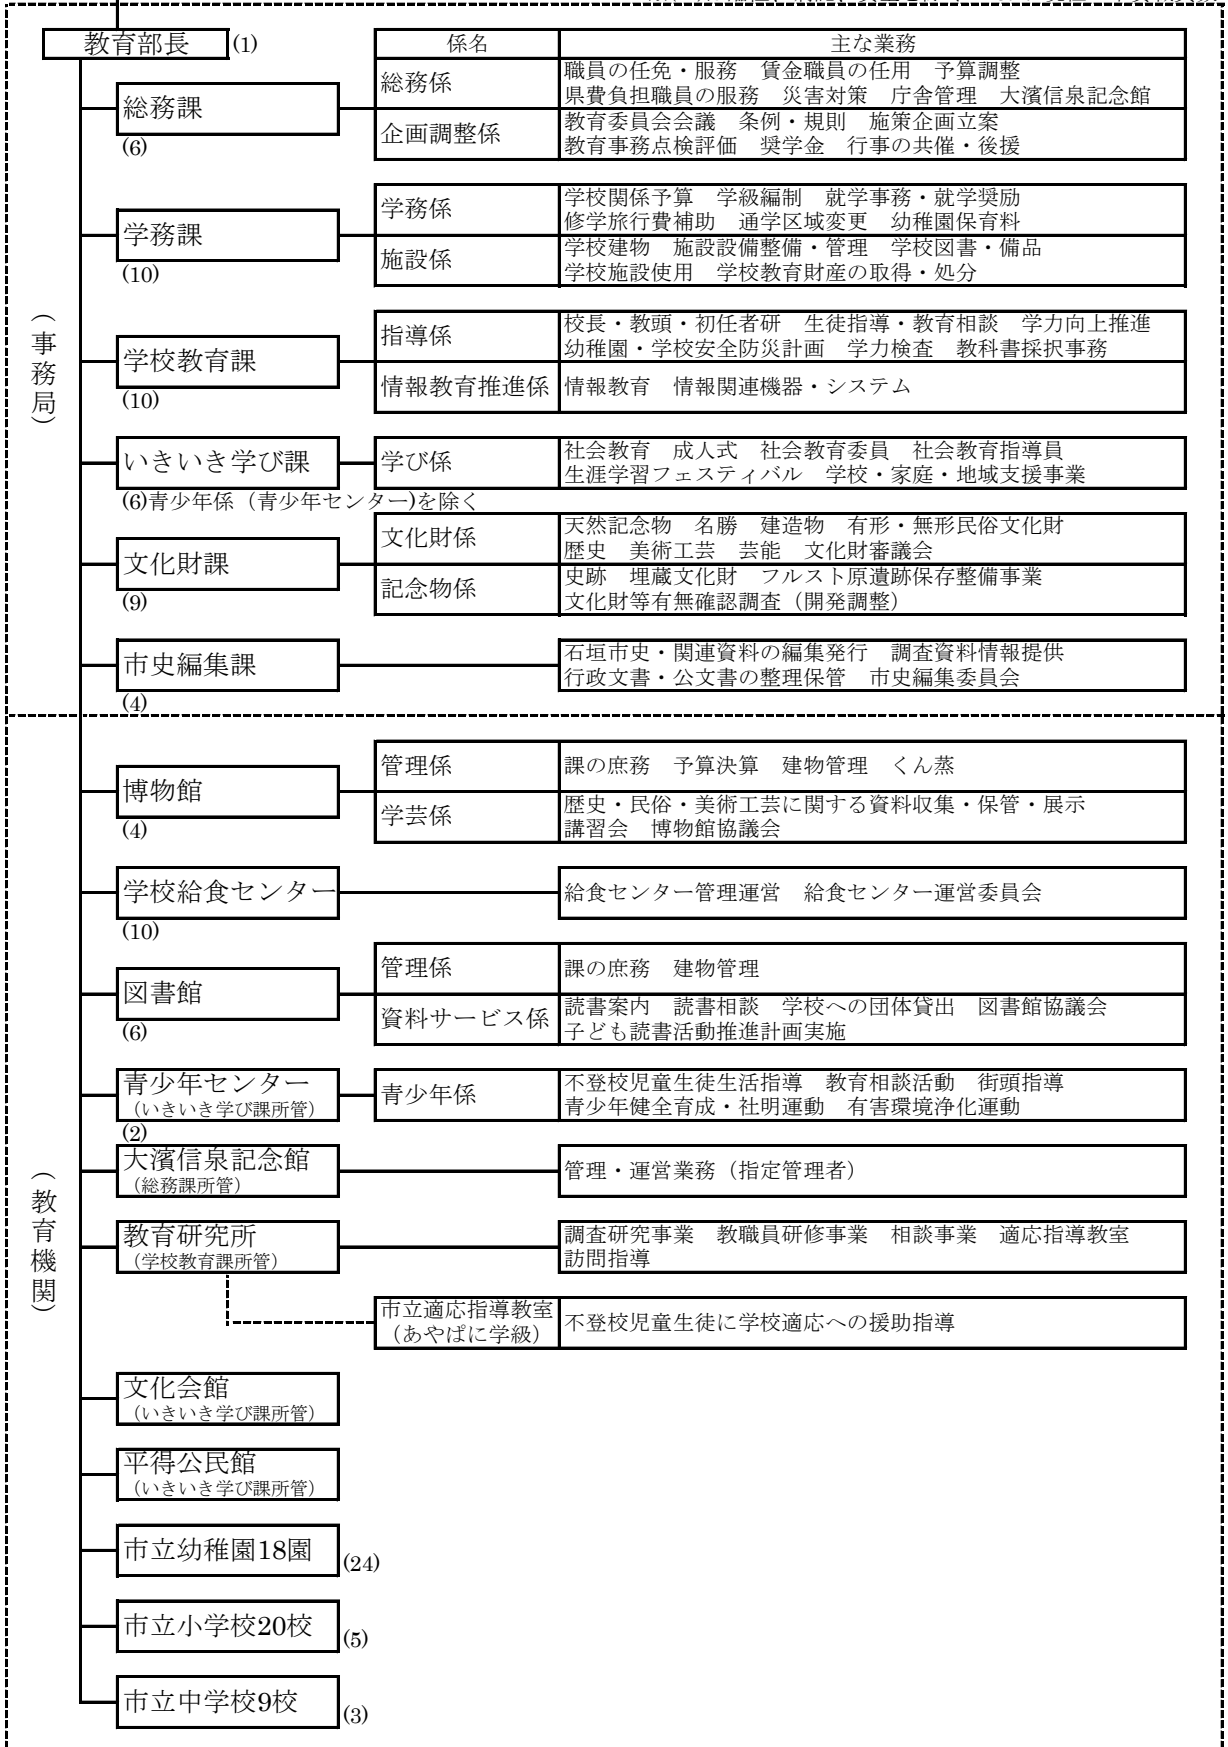 教育部長 (1)
係名 主な業務
総務課
(6)
総務係
職員の任免・服務 賃金職員の任用 予算調整
県費負担職員の服務 災害対策 庁舎管理 大濱信泉記念館
企画調整係
教育委員会会議 条例・規則 施策企画立案
教育事務点検評価 奨学金 行事の共催・後援
学務課
(10)
学務係
学校関係予算 学級編制 就学事務・就学奨励
修学旅行費補助 通学区域変更 幼稚園保育料
施設係
学校建物 施設設備整備・管理 学校図書・備品
学校施設使用 学校教育財産の取得・処分
（事務局）
学校教育課
(10)
指導係
校長・教頭・初任者研 生徒指導・教育相談 学力向上推進
幼稚園・学校安全防災計画 学力検査 教科書採択事務
情報教育推進係
情報教育 情報関連機器・システム
いきいき学び課
(6)青少年係（青少年センター)を除く
学び係
社会教育 成人式 社会教育委員 社会教育指導員
生涯学習フェスティバル 学校・家庭・地域支援事業
文化財課
(9)
文化財係
天然記念物 名勝 建造物 有形・無形民俗文化財
歴史 美術工芸 芸能 文化財審議会
記念物係
史跡 埋蔵文化財 フルスト原遺跡保存整備事業
文化財等有無確認調査（開発調整）
市史編集課
(4)
石垣市史・関連資料の編集発行 調査資料情報提供
行政文書・公文書の整理保管 市史編集委員会
博物館
(4)
管理係
課の庶務 予算決算 建物管理 くん蒸
学芸係
歴史・民俗・美術工芸に関する資料収集・保管・展示
講習会 博物館協議会
学校給食センター
(10)
給食センター管理運営 給食センター運営委員会
図書館
(6)
管理係
課の庶務 建物管理
資料サービス係
読書案内 読書相談 学校への団体貸出 図書館協議会
子ども読書活動推進計画実施
青少年センター
（いきいき学び課所管）
(2)
青少年係
不登校児童生徒生活指導 教育相談活動 街頭指導
青少年健全育成・社明運動 有害環境浄化運動
（教育機関）
大濱信泉記念館
（総務課所管）
管理・運営業務（指定管理者）
教育研究所
（学校教育課所管）
調査研究事業 教職員研修事業 相談事業 適応指導教室
訪問指導
市立適応指導教室
（あやぱに学級）
不登校児童生徒に学校適応への援助指導
文化会館
（いきいき学び課所管）
平得公民館
（いきいき学び課所管）
市立幼稚園18園 (24)
市立小学校20校 (5)
市立中学校9校 (3)